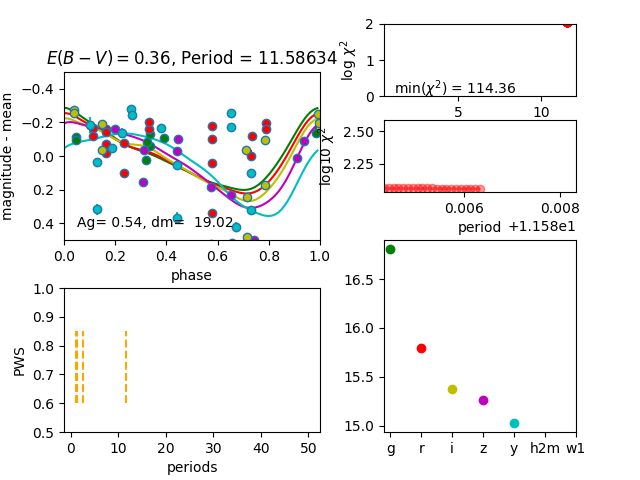 E(B − V) = 0.36, Period = 11.58634
magnitude - mean
−0.4
−0.2
0.0
0.2
0.4
Ag= 0.54, dm= 19.02
0.0 0.2 0.4 0.6 0.8 1.0
phase
log χ²
2
1
0
min(χ²) = 114.36
5 10
log10 χ²
2.50
2.25
0.006 0.008
period +1.158e1
PWS
1.0
0.9
0.8
0.7
0.6
0.5
0 10 20 30 40 50
periods
16.5
16.0
15.5
15.0
g r i z y h2m w1